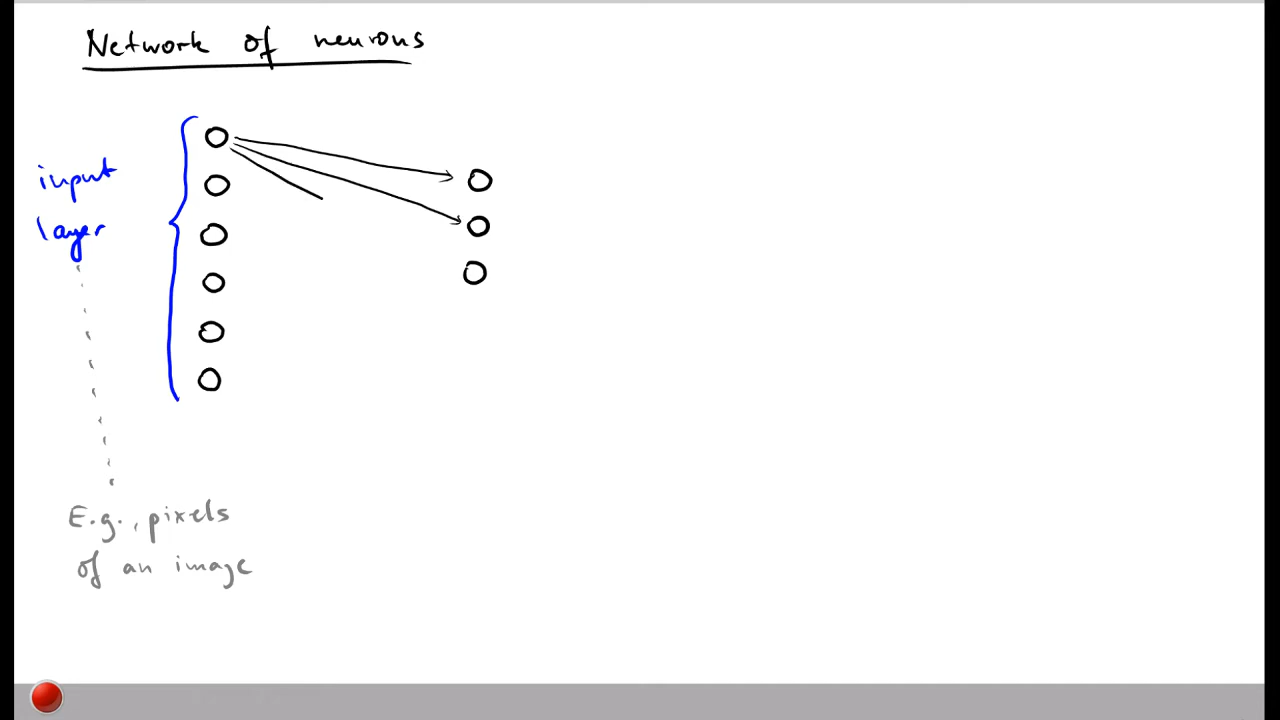 Network of neurons
input
layer
E.g., pixels
of an image